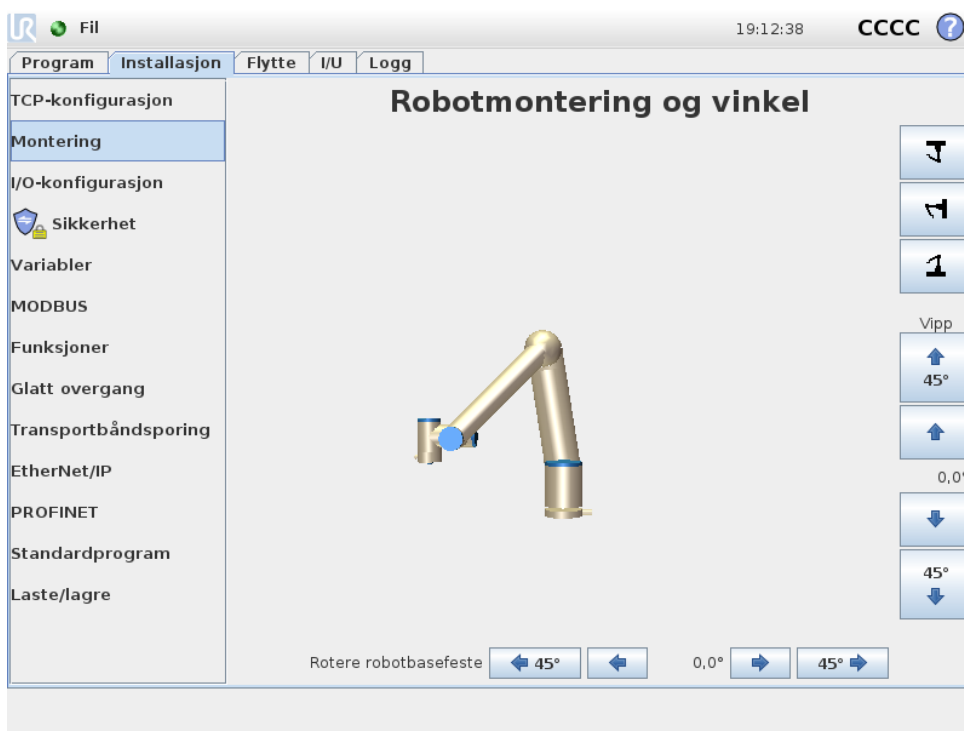 UR Fil 19:12:38 CCCC ?
Program Installasjon Flytte I/U Logg
TCP-konfigurasjon
Montering
I/O-konfigurasjon
Sikkerhet
Variabler
MODBUS
Funksjoner
Glatt overgang
Transportbåndsporing
EtherNet/IP
PROFINET
Standardprogram
Laste/lagre
Robotmontering og vinkel
Vipp
45°
0,0°
45°
Rotere robotbasefeste 45° 0,0° 45°